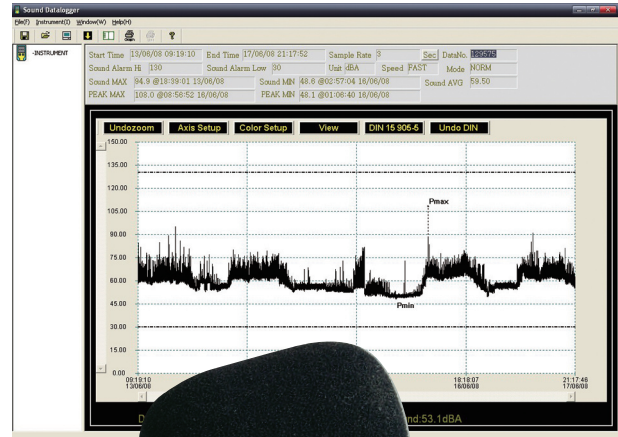 Sound Datalogger
File(F) Instrument(I) Window(W) Help(H)
-INSTRUMENT
Start Time 13/06/08 09:19:10 End Time 17/06/08 21:17:52 Sample Rate 3 Sec DataNo. 129575
Sound Alarm Hi 130 Sound Alarm Low 30 Unit dBA Speed FAST Mode NORM
Sound MAX 94.9 @18:39:01 13/06/08 Sound MIN 48.6 @02:57:04 16/06/08 Sound AVG 59.50
PEAK MAX 108.0 @08:56:52 16/06/08 PEAK MIN 48.1 @01:06:40 16/06/08
Undozoom Axis Setup Color Setup View DIN 15 905-5 Undo DIN
150.00
135.00
120.00
105.00
Pmax
90.00
75.00
60.00
45.00
Pmin
30.00
15.00
0.00
09:19:10 18:18:07 21:17:46
13/06/08 16/06/08 17/06/08
nd:53.1dBA